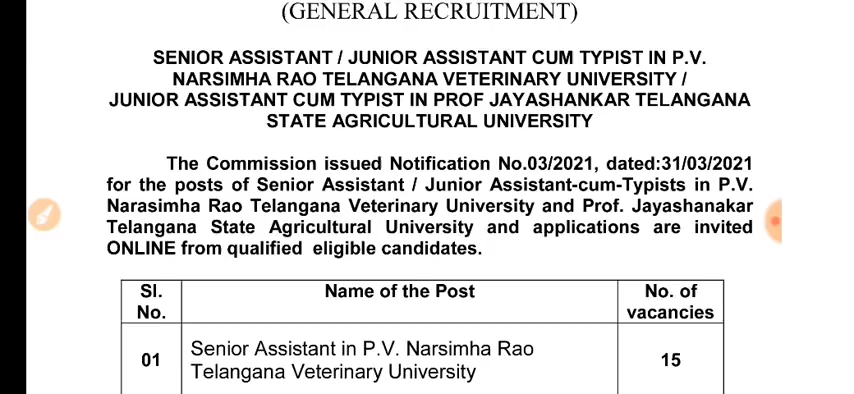 (GENERAL RECRUITMENT)
SENIOR ASSISTANT / JUNIOR ASSISTANT CUM TYPIST IN P.V.
NARSIMHA RAO TELANGANA VETERINARY UNIVERSITY /
JUNIOR ASSISTANT CUM TYPIST IN PROF JAYASHANKAR TELANGANA
STATE AGRICULTURAL UNIVERSITY
The Commission issued Notification No.03/2021, dated:31/03/2021
for the posts of Senior Assistant / Junior Assistant-cum-Typists in P.V.
Narasimha Rao Telangana Veterinary University and Prof. Jayashanakar
Telangana State Agricultural University and applications are invited
ONLINE from qualified eligible candidates.
Sl. No. Name of the Post No. of vacancies
01 Senior Assistant in P.V. Narsimha Rao Telangana Veterinary University 15